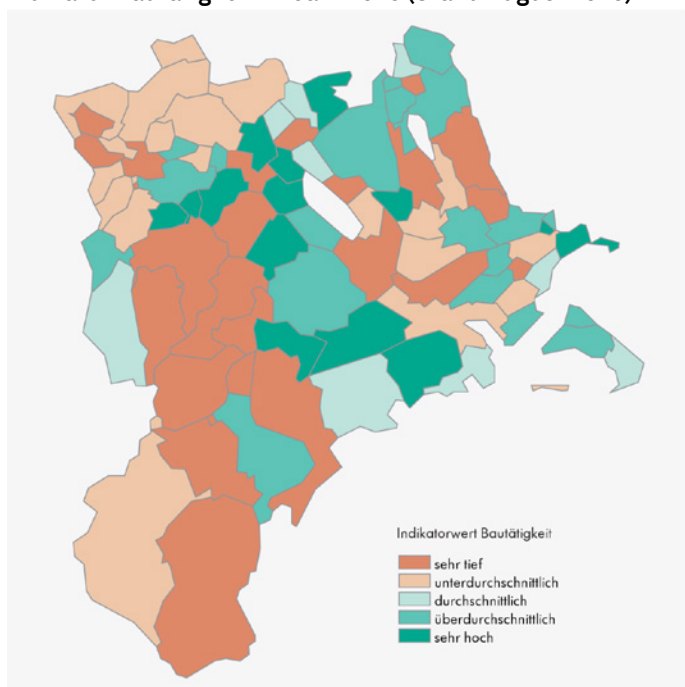 Indikatorwert Bautätigkeit
sehr tief
unterdurchschnittlich
durchschnittlich
überdurchschnittlich
sehr hoch